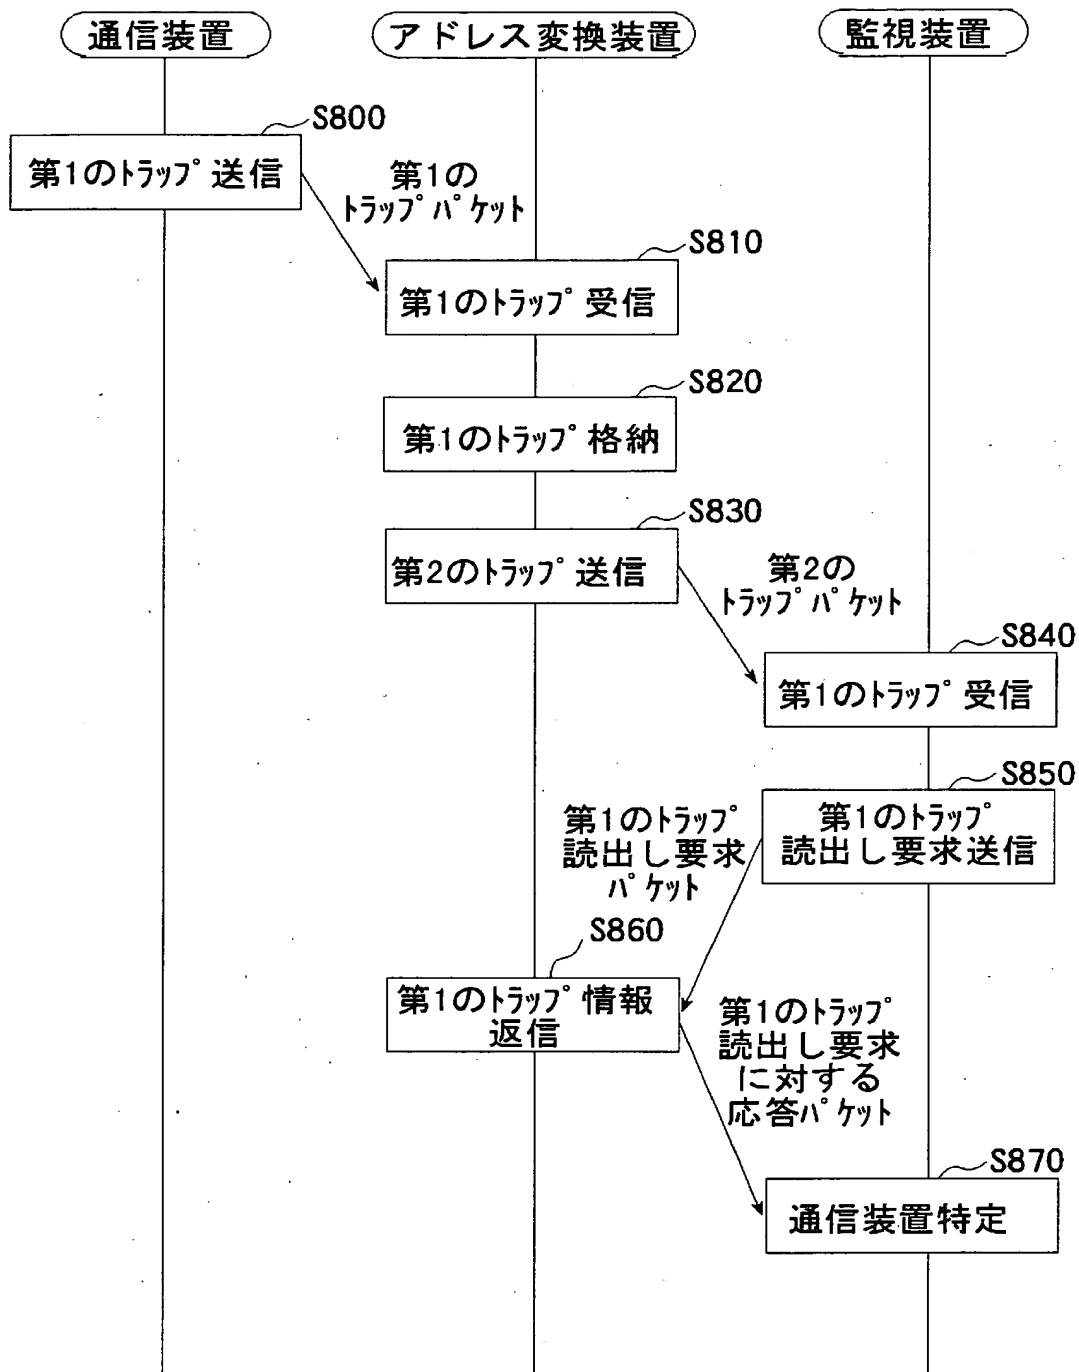 通信装置
アドレス変換装置
監視装置
S800
第1のﾄﾗｯﾌﾟ送信
第1の
ﾄﾗｯﾌﾟﾊﾟｹｯﾄ
S810
第1のﾄﾗｯﾌﾟ受信
S820
第1のﾄﾗｯﾌﾟ格納
S830
第2のﾄﾗｯﾌﾟ送信
第2の
ﾄﾗｯﾌﾟﾊﾟｹｯﾄ
S840
第1のﾄﾗｯﾌﾟ受信
S850
第1のﾄﾗｯﾌﾟ
読出し要求送信
第1のﾄﾗｯﾌﾟ
読出し要求
ﾊﾟｹｯﾄ
S860
第1のﾄﾗｯﾌﾟ情報
返信
第1のﾄﾗｯﾌﾟ
読出し要求
に対する
応答ﾊﾟｹｯﾄ
S870
通信装置特定